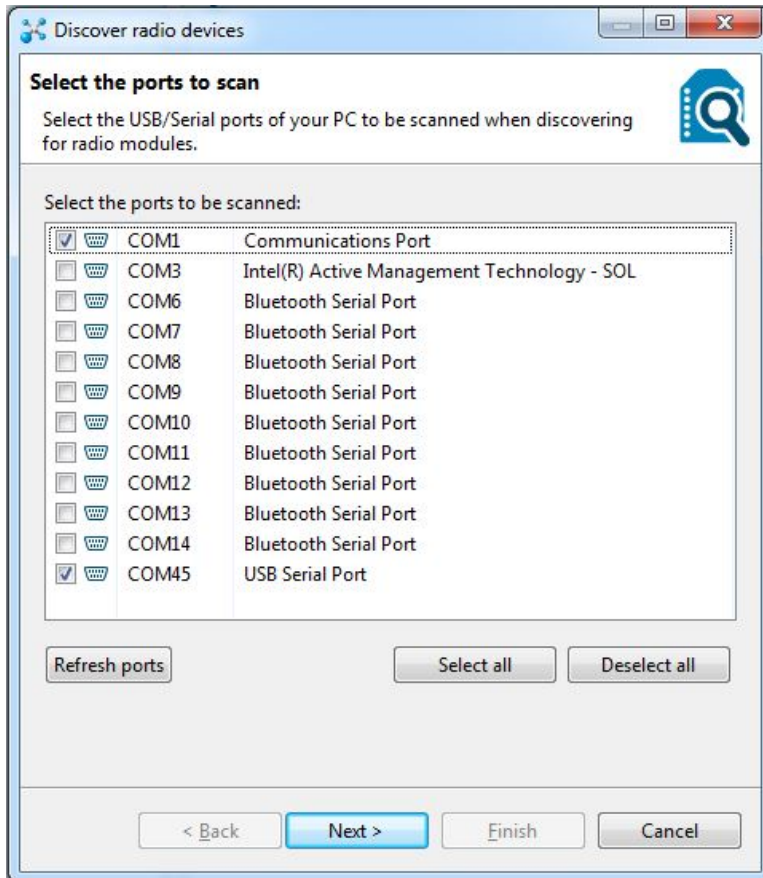 Discover radio devices
Select the ports to scan
Select the USB/Serial ports of your PC to be scanned when discovering
for radio modules.
Select the ports to be scanned:
COM1 Communications Port
COM3 Intel(R) Active Management Technology - SOL
COM6 Bluetooth Serial Port
COM7 Bluetooth Serial Port
COM8 Bluetooth Serial Port
COM9 Bluetooth Serial Port
COM10 Bluetooth Serial Port
COM11 Bluetooth Serial Port
COM12 Bluetooth Serial Port
COM13 Bluetooth Serial Port
COM14 Bluetooth Serial Port
COM45 USB Serial Port
Refresh ports Select all Deselect all
< Back Next > Finish Cancel